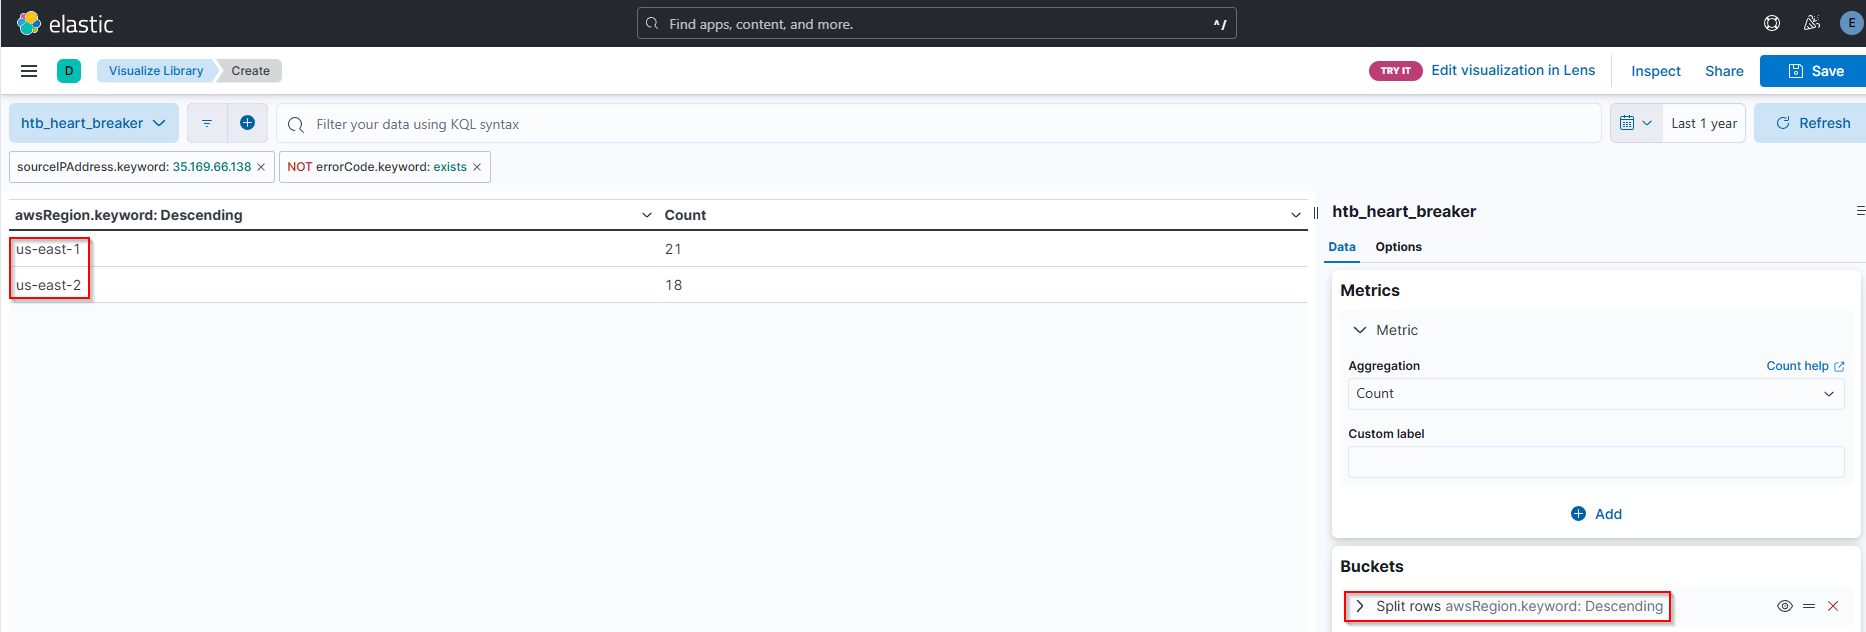 elastic
Find apps, content, and more.
^/
E
D
Visualize Library
Create
TRY IT
Edit visualization in Lens
Inspect
Share
Save
htb_heart_breaker
Filter your data using KQL syntax
Last 1 year
Refresh
sourceIPAddress.keyword: 35.169.66.138 ×
NOT errorCode.keyword: exists ×
awsRegion.keyword: Descending
Count
us-east-1
21
us-east-2
18
htb_heart_breaker
Data
Options
Metrics
Metric
Aggregation
Count help
Count
Custom label
Add
Buckets
Split rows awsRegion.keyword: Descending